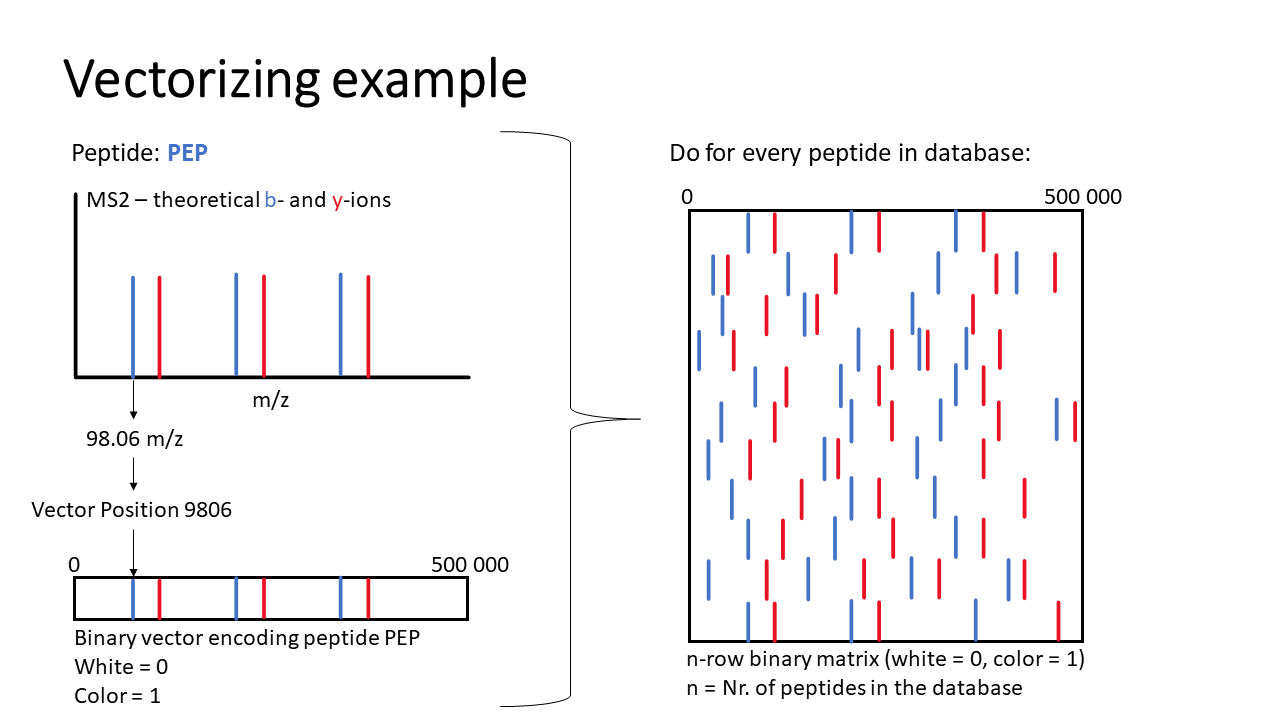 Vectorizing example
Peptide: PEP
MS2 – theoretical b- and y-ions
m/z
98.06 m/z
Vector Position 9806
0 500 000
Binary vector encoding peptide PEP
White = 0
Color = 1
Do for every peptide in database:
0 500 000
n-row binary matrix (white = 0, color = 1)
n = Nr. of peptides in the database